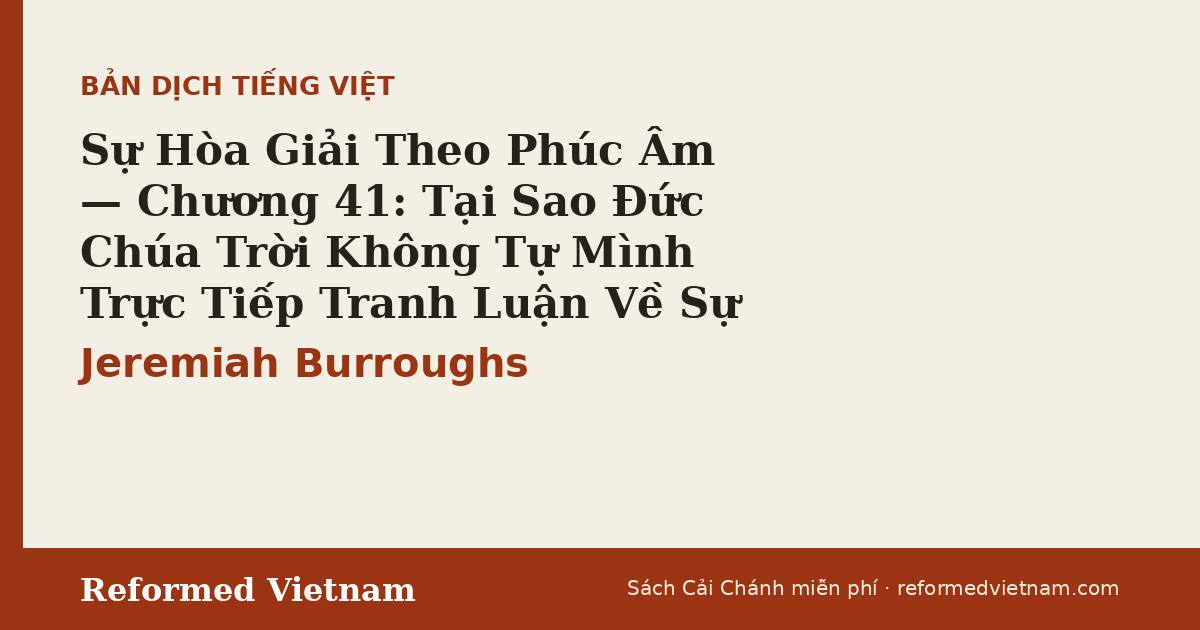 BẢN DỊCH TIẾNG VIỆT
Sự Hòa Giải Theo Phúc Âm
— Chương 41: Tại Sao Đức
Chúa Trời Không Tự Mình
Trực Tiếp Tranh Luận Về Sự
Jeremiah Burroughs
Reformed Vietnam
Sách Cải Chánh miễn phí · reformedvietnam.com